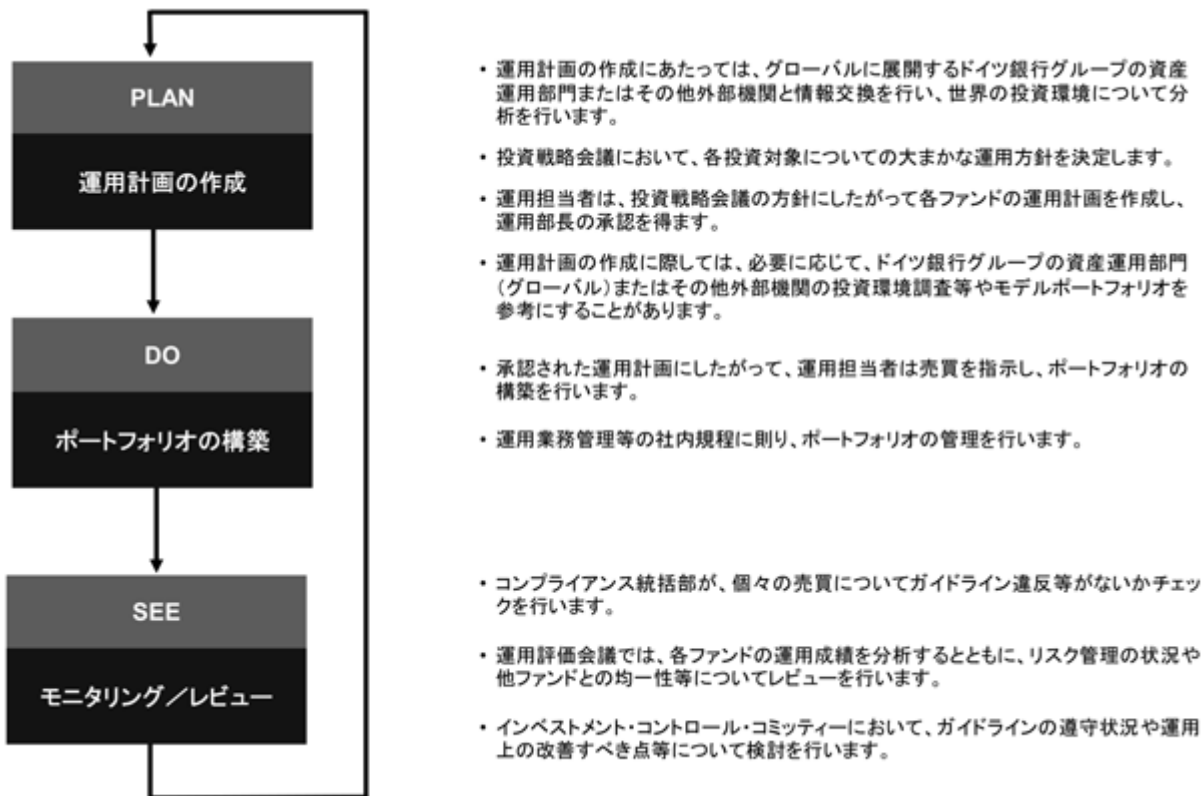 PLAN
運用計画の作成
・運用計画の作成にあたっては、グローバルに展開するドイツ銀行グループの資産
運用部門またはその他外部機関と情報交換を行い、世界の投資環境について分
析を行います。
・投資戦略会議において、各投資対象についての大まかな運用方針を決定します。
・運用担当者は、投資戦略会議の方針にしたがって各ファンドの運用計画を作成し、
運用部長の承認を得ます。
・運用計画の作成に際しては、必要に応じて、ドイツ銀行グループの資産運用部門
(グローバル)またはその他外部機関の投資環境調査等やモデルポートフォリオを
参考にすることがあります。
DO
ポートフォリオの構築
・承認された運用計画にしたがって、運用担当者は売買を指示し、ポートフォリオの
構築を行います。
・運用業務管理等の社内規程に則り、ポートフォリオの管理を行います。
SEE
モニタリング／レビュー
・コンプライアンス統括部が、個々の売買についてガイドライン違反等がないかチェッ
クを行います。
・運用評価会議では、各ファンドの運用成績を分析するとともに、リスク管理の状況や
他ファンドとの均一性等についてレビューを行います。
・インベストメント・コントロール・コミッティーにおいて、ガイドラインの遵守状況や運用
上の改善すべき点等について検討を行います。